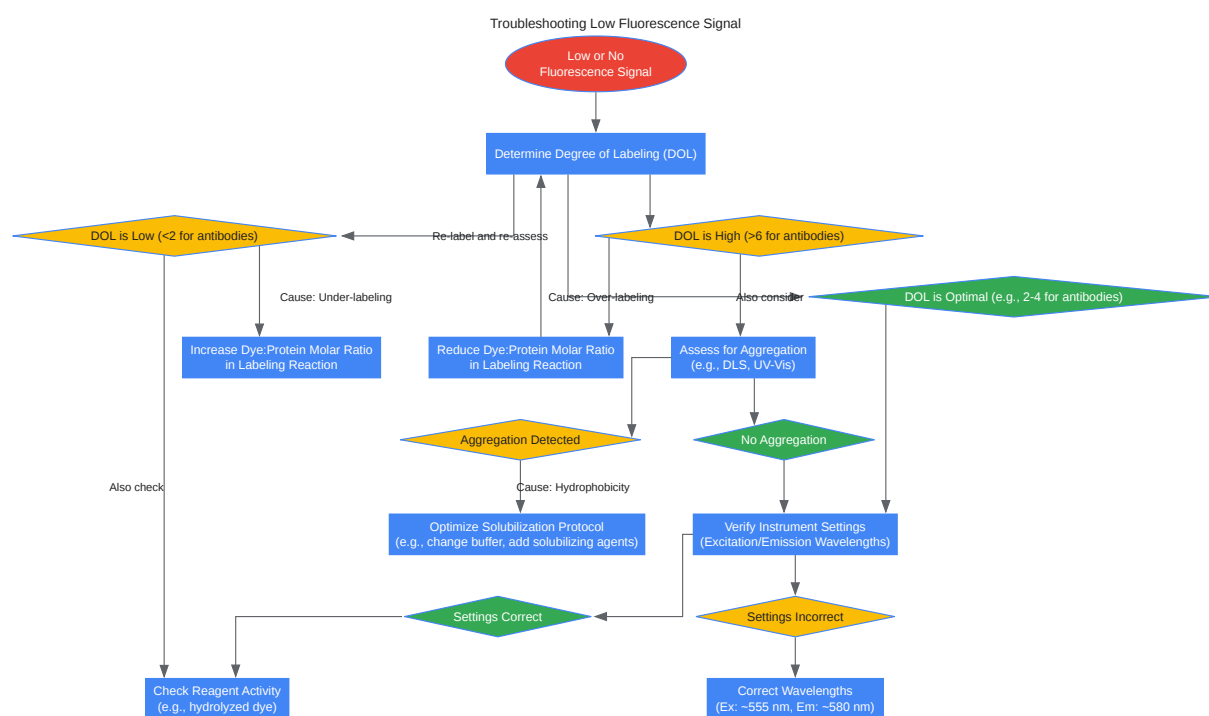 Troubleshooting Low Fluorescence Signal
Low or No
Fluorescence Signal
Determine Degree of Labeling (DOL)
DOL is Low (<2 for antibodies)
Re-label and re-assess
DOL is High (>6 for antibodies)
Cause: Under-labeling
Cause: Over-labeling
Also consider
DOL is Optimal (e.g., 2-4 for antibodies)
Increase Dye:Protein Molar Ratio
in Labeling Reaction
Reduce Dye:Protein Molar Ratio
in Labeling Reaction
Assess for Aggregation
(e.g., DLS, UV-Vis)
Aggregation Detected
No Aggregation
Also check
Cause: Hydrophobicity
Optimize Solubilization Protocol
(e.g., change buffer, add solubilizing agents)
Verify Instrument Settings
(Excitation/Emission Wavelengths)
Settings Correct
Settings Incorrect
Check Reagent Activity
(e.g., hydrolyzed dye)
Correct Wavelengths
(Ex: ~555 nm, Em: ~580 nm)